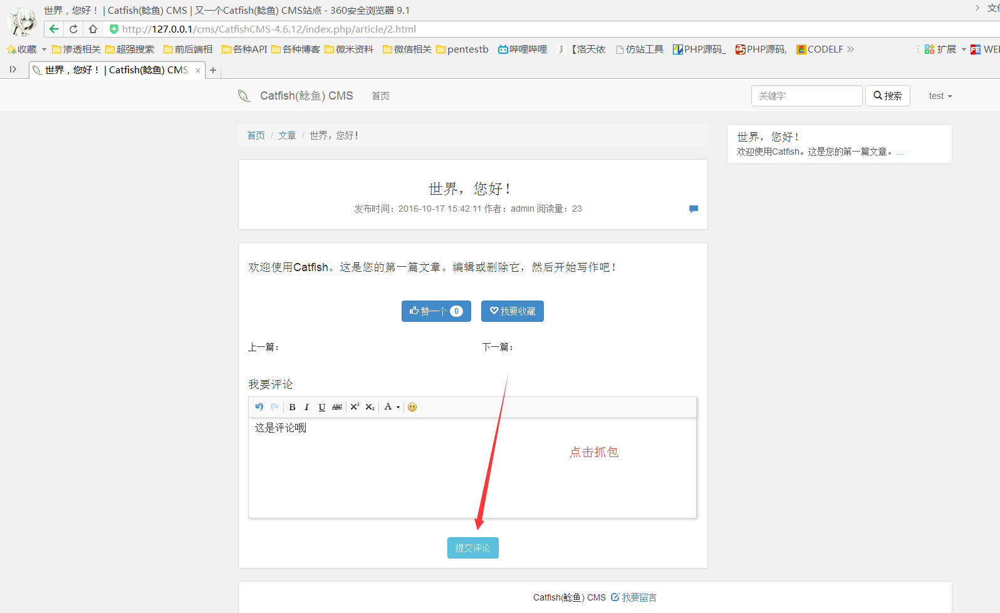 世界，您好！ | Catfish(鲶鱼) CMS | 又一个Catfish(鲶鱼) CMS站点 - 360安全浏览器 9.1
http://127.0.0.1/cms/CatfishCMS-4.6.12/index.php/article/2.html
收藏 渗透相关 超强搜索 前后端相 各种API 各种博客 微米资料 微信相关 pentestb 哔哩哔哩 【洛天依 仿站工具 PHP源码_ PHP源码, CODELF 扩展
世界，您好！ | Catfish(鲶鱼) CMS
Catfish(鲶鱼) CMS 首页 关键字 搜索 test
首页 / 文章 / 世界，您好！
世界，您好！
欢迎使用Catfish。这是您的第一篇文章。...
世界，您好！
发布时间：2016-10-17 15:42:11 作者：admin 阅读量：23
欢迎使用Catfish。这是您的第一篇文章。编辑或删除它，然后开始写作吧！
赞一个 0 我要收藏
上一篇： 下一篇：
我要评论
B I U ABC X² X₂ A
这是评论哦
点击抓包
提交评论
Catfish(鲶鱼) CMS 我要留言